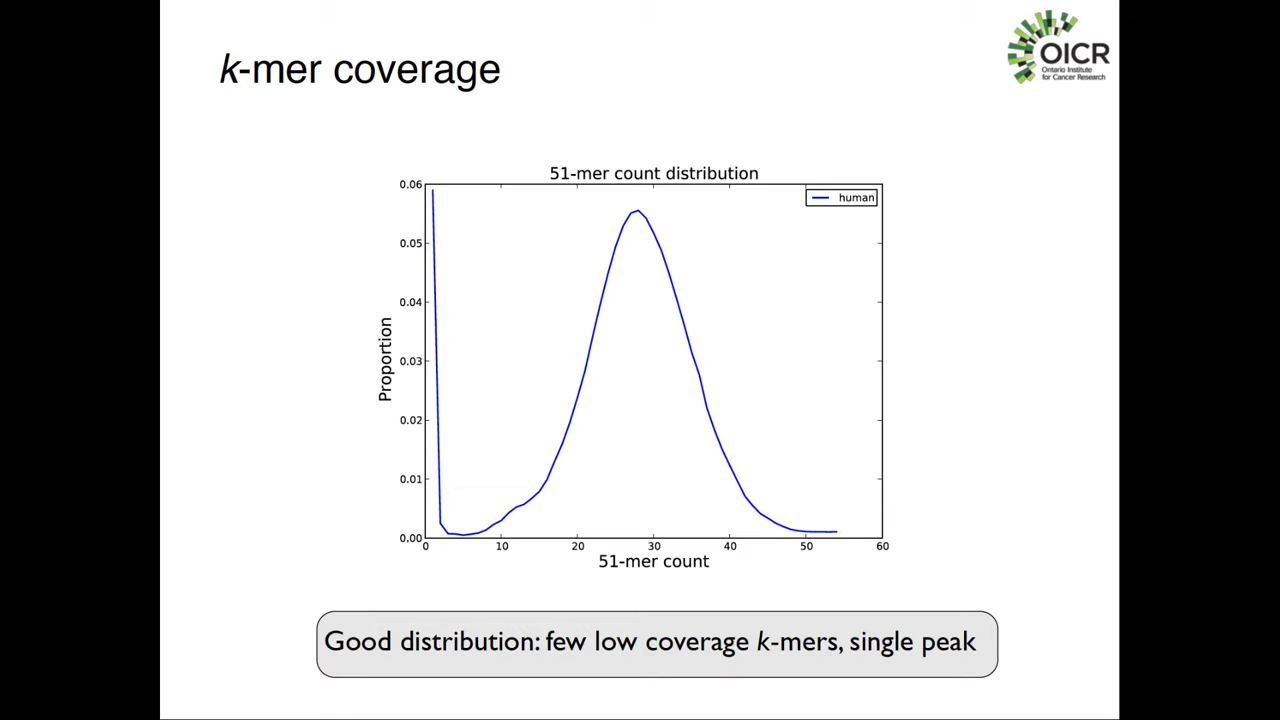 k-mer coverage
OICR
Ontario Institute
for Cancer Research
51-mer count distribution
human
Proportion
0.06
0.05
0.04
0.03
0.02
0.01
0.00
0 10 20 30 40 50 60
51-mer count
Good distribution: few low coverage k-mers, single peak